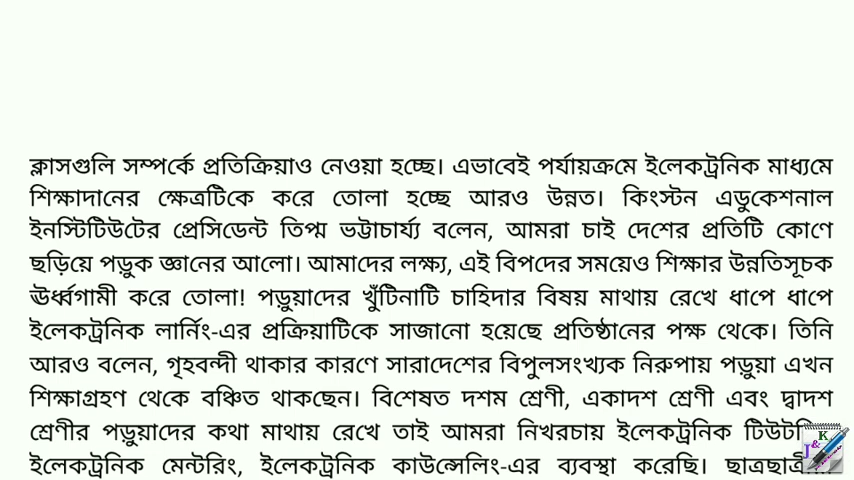 ক্লাসগুলি সম্পর্কে প্রতিক্রিয়াও নেওয়া হচ্ছে। এভাবেই পর্যায়ক্রমে ইলেকট্রনিক মাধ্যমে
শিক্ষাদানের ক্ষেত্রটিকে করে তোলা হচ্ছে আরও উন্নত। কিংস্টন এডুকেশনাল
ইনস্টিটিউটের প্রেসিডেন্ট তিপ্ম ভট্টাচার্য্য বলেন, আমরা চাই দেশের প্রতিটি কোণে
ছড়িয়ে পড়ুক জ্ঞানের আলো। আমাদের লক্ষ্য, এই বিপদের সময়েও শিক্ষার উন্নতিসূচক
ঊর্ধ্বগামী করে তোলা! পড়ুয়াদের খুঁটিনাটি চাহিদার বিষয় মাথায় রেখে ধাপে ধাপে
ইলেকট্রনিক লার্নিং-এর প্রক্রিয়াটিকে সাজানো হয়েছে প্রতিষ্ঠানের পক্ষ থেকে। তিনি
আরও বলেন, গৃহবন্দী থাকার কারণে সারাদেশের বিপুলসংখ্যক নিরুপায় পড়ুয়া এখন
শিক্ষাগ্রহণ থেকে বঞ্চিত থাকছেন। বিশেষত দশম শ্রেণী, একাদশ শ্রেণী এবং দ্বাদশ
শ্রেণীর পড়ুয়াদের কথা মাথায় রেখে তাই আমরা নিখরচায় ইলেকট্রনিক
ইলেকট্রনিক মেন্টরিং, ইলেকট্রনিক কাউন্সেলিং-এর ব্যবস্থা করেছি।
J&K